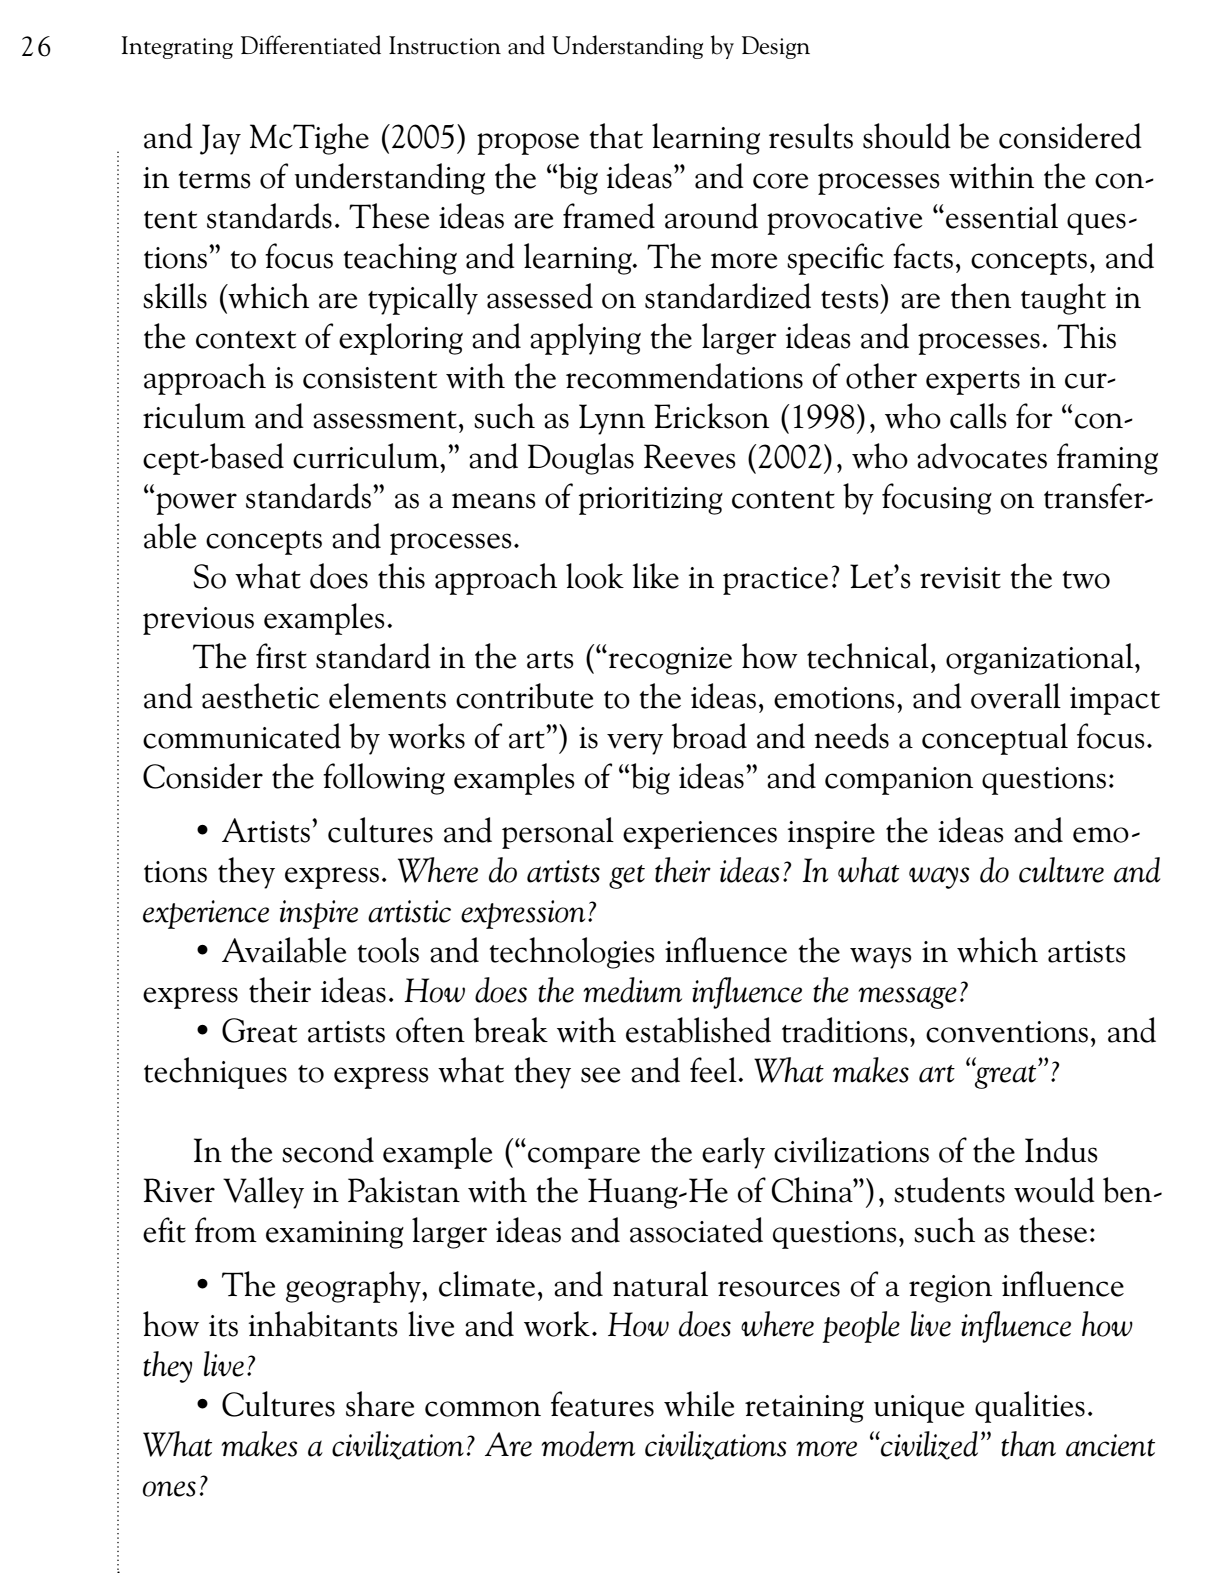 26 Integrating Differentiated Instruction and Understanding by Design
and Jay McTighe (2005) propose that learning results should be considered
in terms of understanding the “big ideas” and core processes within the con-
tent standards. These ideas are framed around provocative “essential ques-
tions” to focus teaching and learning. The more specific facts, concepts, and
skills (which are typically assessed on standardized tests) are then taught in
the context of exploring and applying the larger ideas and processes. This
approach is consistent with the recommendations of other experts in cur-
riculum and assessment, such as Lynn Erickson (1998), who calls for “con-
cept-based curriculum,” and Douglas Reeves (2002), who advocates framing
“power standards” as a means of prioritizing content by focusing on transfer-
able concepts and processes.
So what does this approach look like in practice? Let’s revisit the two
previous examples.
The first standard in the arts (“recognize how technical, organizational,
and aesthetic elements contribute to the ideas, emotions, and overall impact
communicated by works of art”) is very broad and needs a conceptual focus.
Consider the following examples of “big ideas” and companion questions:
• Artists’ cultures and personal experiences inspire the ideas and emo-
tions they express. Where do artists get their ideas? In what ways do culture and
experience inspire artistic expression?
• Available tools and technologies influence the ways in which artists
express their ideas. How does the medium influence the message?
• Great artists often break with established traditions, conventions, and
techniques to express what they see and feel. What makes art “great”?
In the second example (“compare the early civilizations of the Indus
River Valley in Pakistan with the Huang-He of China”), students would ben-
efit from examining larger ideas and associated questions, such as these:
• The geography, climate, and natural resources of a region influence
how its inhabitants live and work. How does where people live influence how
they live?
• Cultures share common features while retaining unique qualities.
What makes a civilization? Are modern civilizations more “civilized” than ancient
ones?